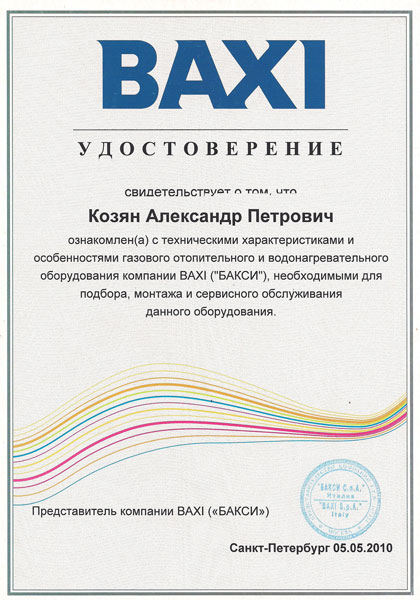 BAXI
УДОСТОВЕРЕНИЕ
свидетельствует о том, что
Козян Александр Петрович
ознакомлен(а) с техническими характеристиками и
особенностями газового отопительного и водонагревательного
оборудования компании BAXI ("БАКСИ"), необходимыми для
подбора, монтажа и сервисного обслуживания
данного оборудования.
"БАКСИ С.п.А."
Италия
"BAXI S.p.A."
Italy
Представитель компании BAXI («БАКСИ»)
Санкт-Петербург 05.05.2010